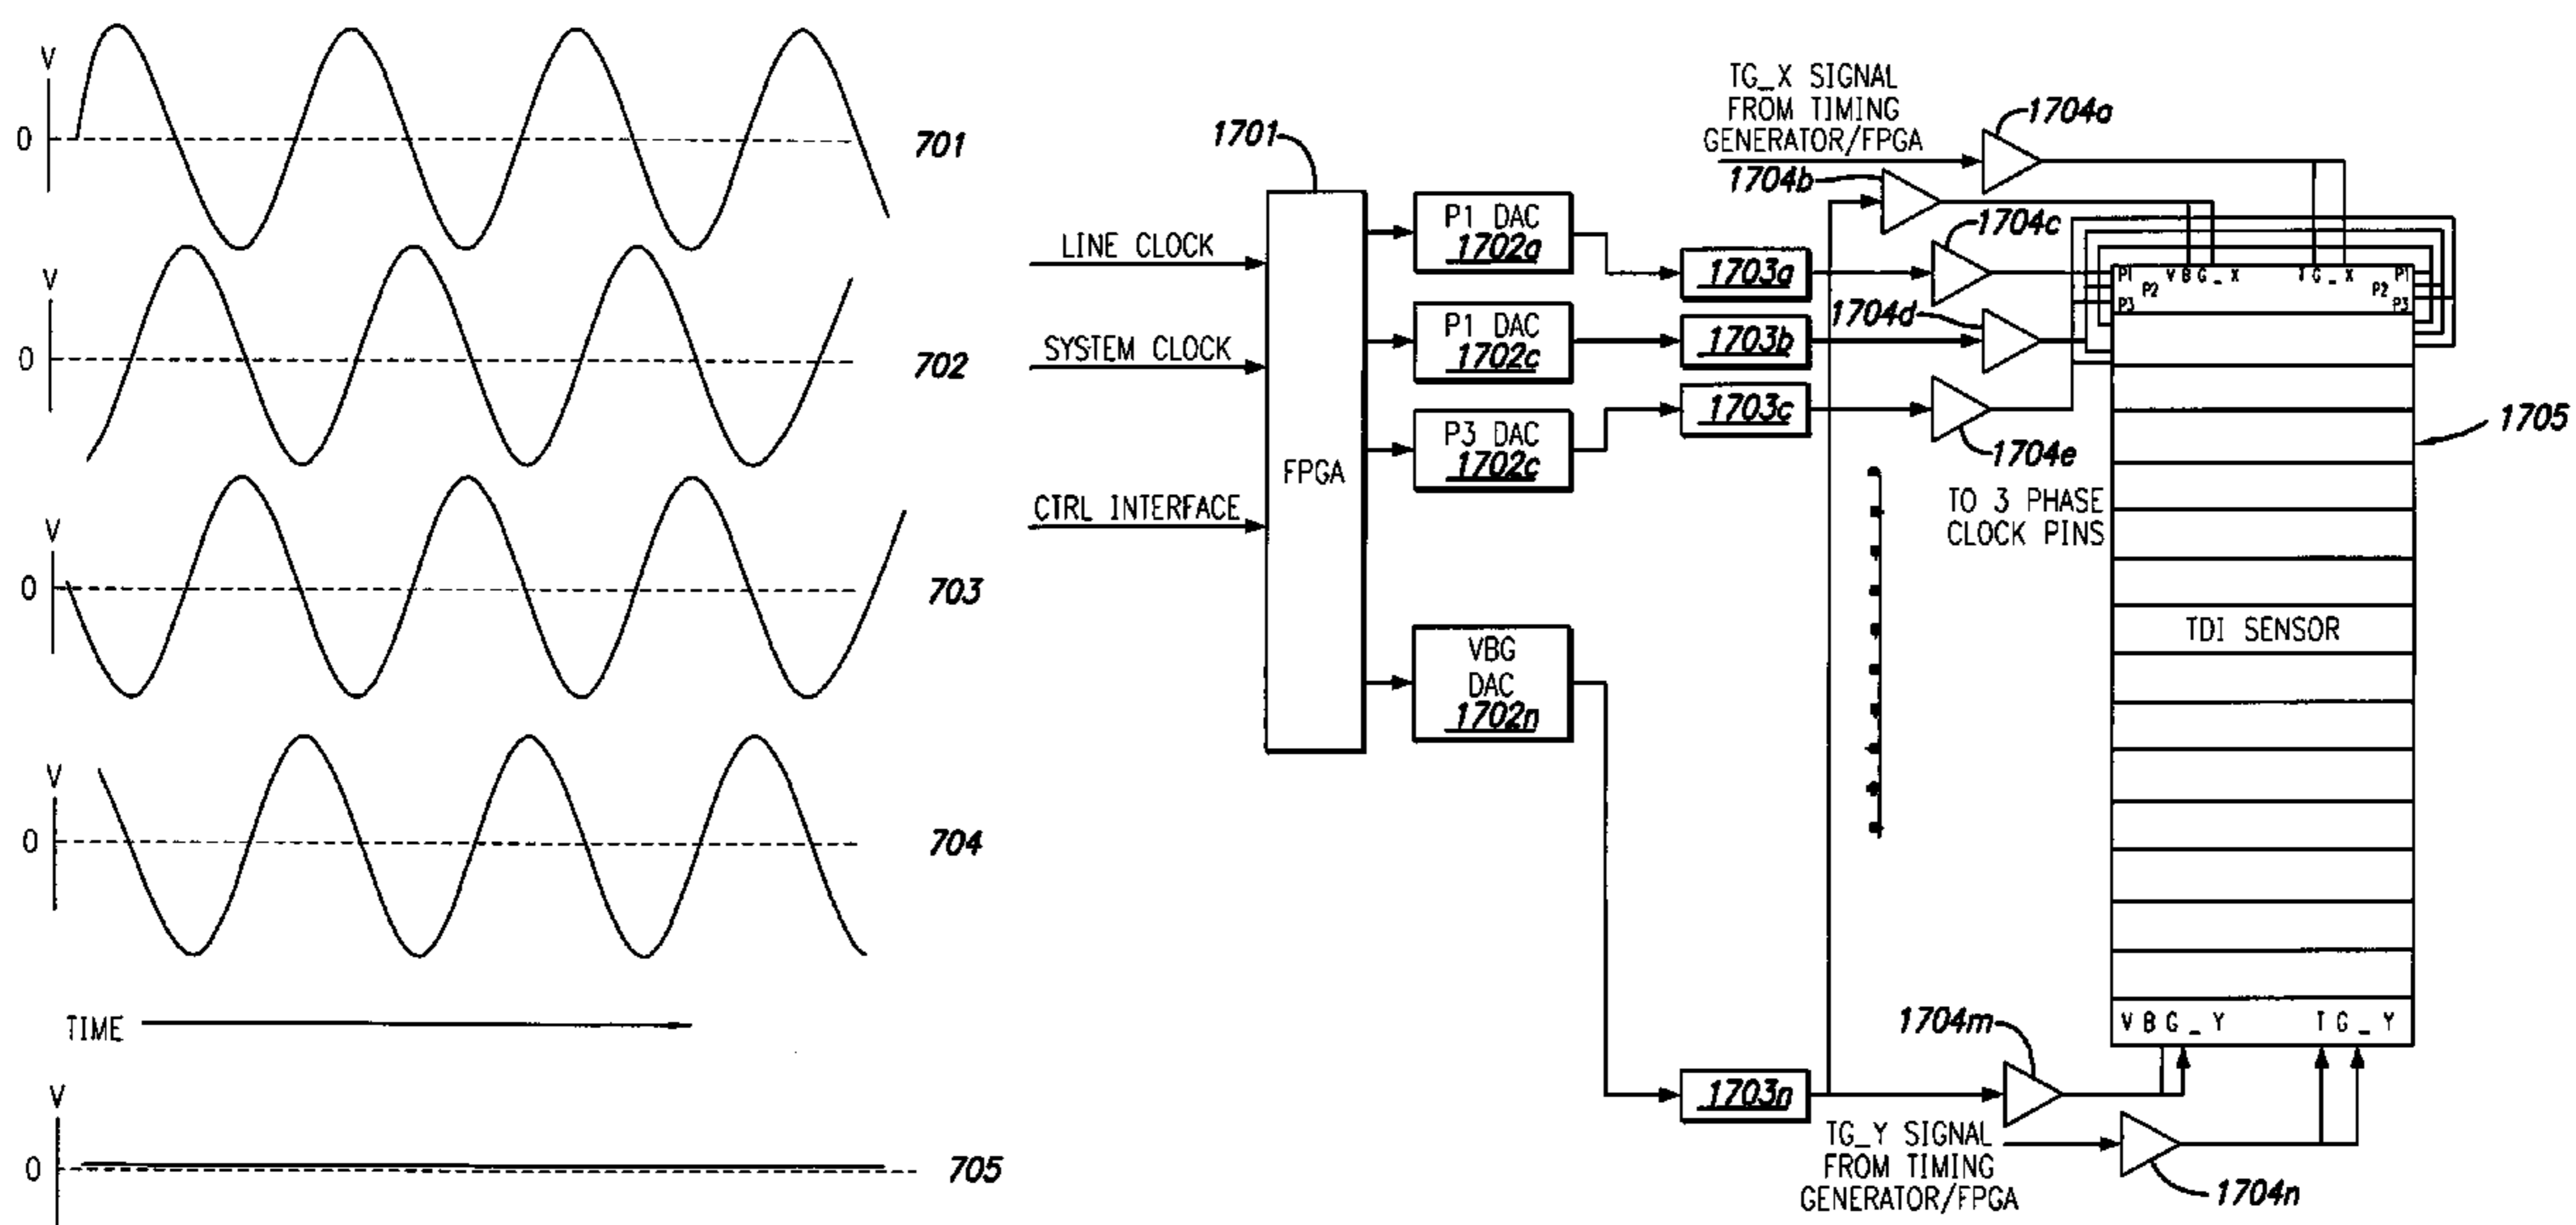 V
0
701
V
0
702
V
0
703
V
0
704
TIME
V
0
705
1701
LINE CLOCK
SYSTEM CLOCK
CTRL INTERFACE
FPGA
P1 DAC
1702a
P1 DAC
1702c
P3 DAC
1702c
VBG
DAC
1702n
1703a
1703b
1703c
1703n
TG_X SIGNAL
FROM TIMING
GENERATOR/FPGA
1704a
1704b
1704c
1704d
1704e
TO 3 PHASE
CLOCK PINS
P1 VBG_X TG_X P1
P2 P2
P3 P3
1705
TDI SENSOR
VBG_Y TG_Y
1704m
TG_Y SIGNAL
FROM TIMING
GENERATOR/FPGA
1704n